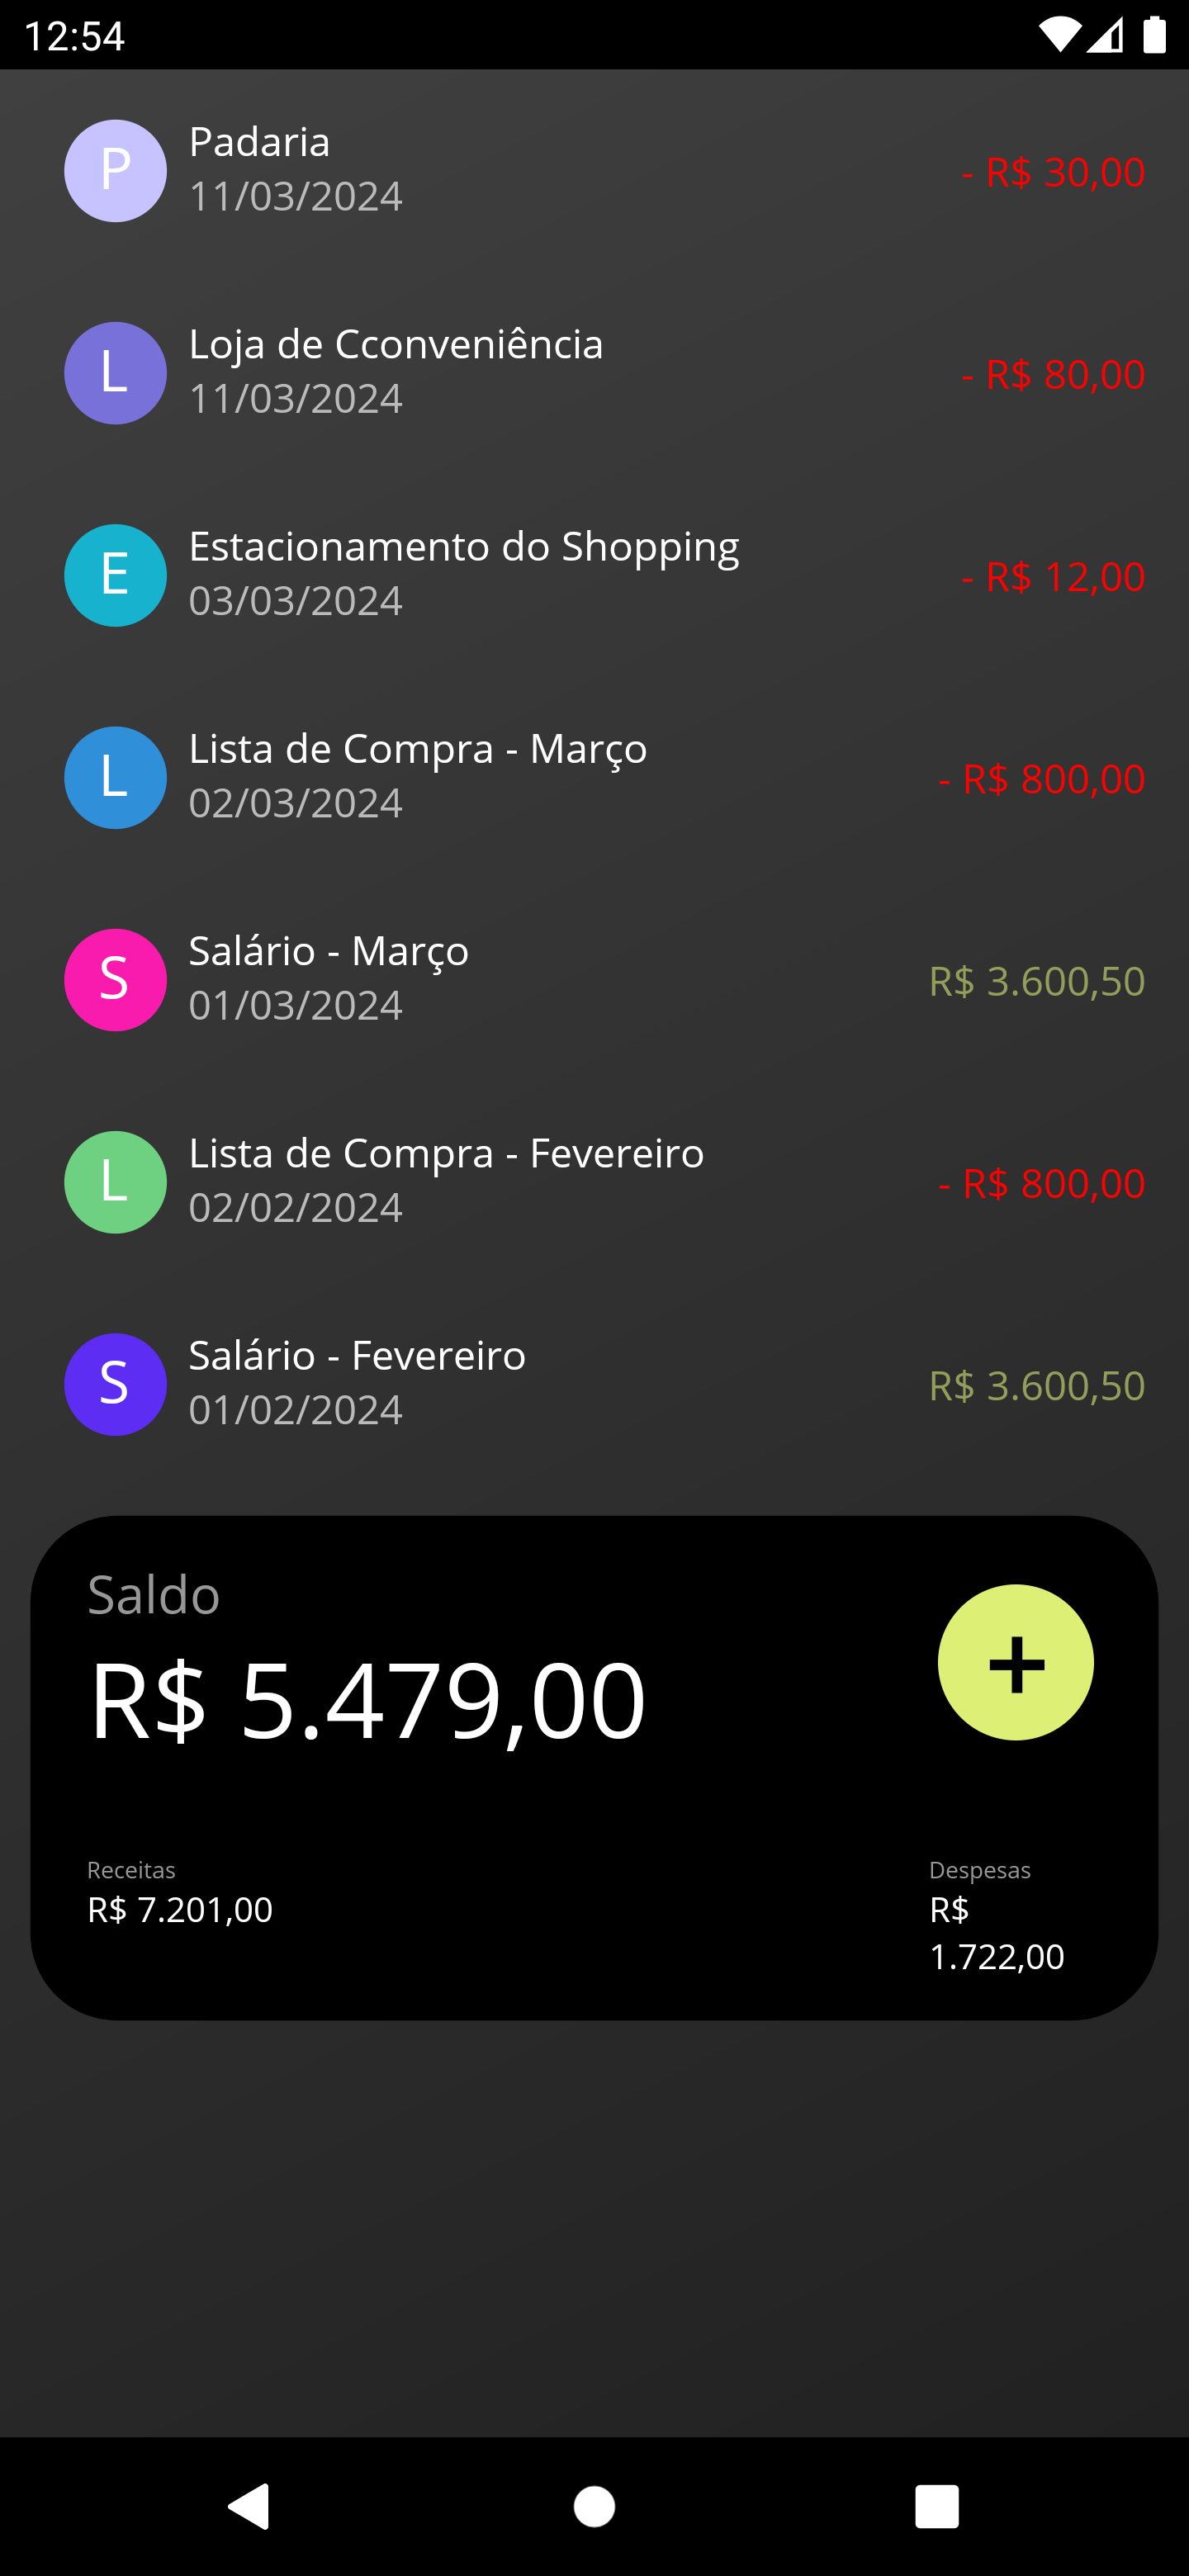 12:54
P
Padaria
11/03/2024
- R$ 30,00
L
Loja de Cconveniência
11/03/2024
- R$ 80,00
E
Estacionamento do Shopping
03/03/2024
- R$ 12,00
L
Lista de Compra - Março
02/03/2024
- R$ 800,00
S
Salário - Março
01/03/2024
R$ 3.600,50
L
Lista de Compra - Fevereiro
02/02/2024
- R$ 800,00
S
Salário - Fevereiro
01/02/2024
R$ 3.600,50
Saldo
R$ 5.479,00
+
Receitas
R$ 7.201,00
Despesas
R$
1.722,00